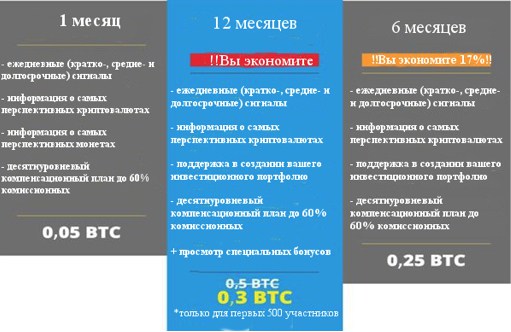 1 месяц
- ежедневные (кратко-, средне- и
долгосрочные) сигналы
- информация о самых
перспективных криптовалютах
- информация о самых
перспективных монетах
- десятиуровневый
компенсационный план до 60%
комиссионных
0,05 BTC
12 месяцев
!!Вы экономите
- ежедневные (кратко-, средне- и
долгосрочные) сигналы
- информация о самых
перспективных криптовалютах
- поддержка в создании вашего
инвестиционного портфолио
- десятиуровневый
компенсационный план до 60%
комиссионных
+ просмотр специальных бонусов
0,5 BTC
0,3 BTC
*только для первых 500 участников
6 месяцев
!!Вы экономите 17%!!
- ежедневные (кратко-, средне-
и долгосрочные) сигналы
- информация о самых
перспективных криптовалютах
- поддержка в создании вашего
инвестиционного портфолио
- десятиуровневый
компенсационный план до
60% комиссионных
0,25 BTC